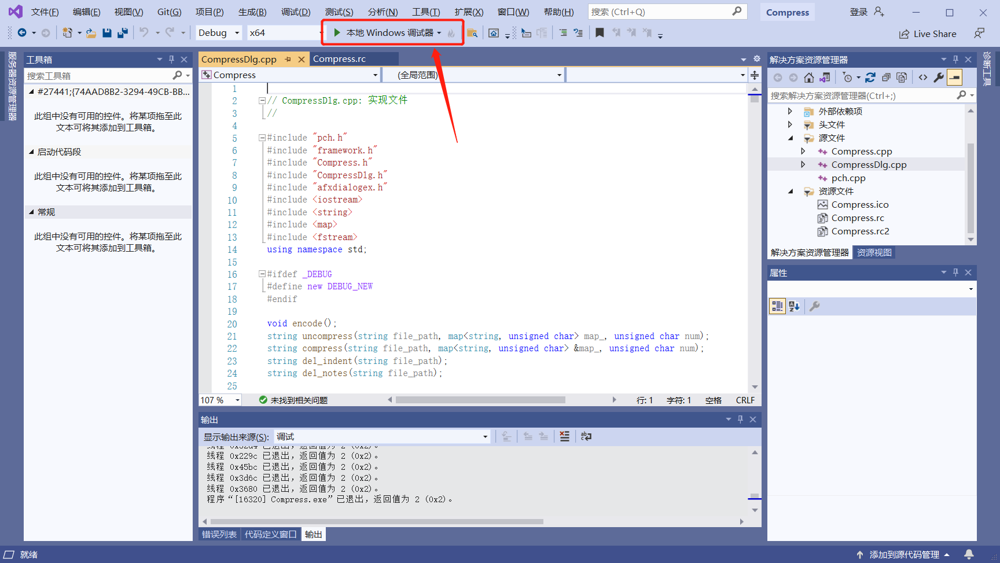 文件(F) 编辑(E) 视图(V) Git(G) 项目(P) 生成(B) 调试(D) 测试(S) 分析(N) 工具(T) 扩展(X) 窗口(W) 帮助(H) 搜索 (Ctrl+Q) Compress 登录
Debug x64 本地 Windows 调试器 Live Share
服务器资源管理器
工具箱
搜索工具箱
#27441;{74AAD8B2-3294-49CB-BB...
此组中没有可用的控件。将某项拖至此
文本可将其添加到工具箱。
启动代码段
此组中没有可用的控件。将某项拖至此
文本可将其添加到工具箱。
常规
此组中没有可用的控件。将某项拖至此
文本可将其添加到工具箱。
CompressDlg.cpp Compress.rc
Compress (全局范围)
1
2 // CompressDlg.cpp: 实现文件
3 //
4
5 #include "pch.h"
6 #include "framework.h"
7 #include "Compress.h"
8 #include "CompressDlg.h"
9 #include "afxdialogex.h"
10 #include <iostream>
11 #include <string>
12 #include <map>
13 #include <fstream>
14 using namespace std;
15
16 #ifdef _DEBUG
17 #define new DEBUG_NEW
18 #endif
19
20 void encode();
21 string uncompress(string file_path, map<string, unsigned char> map_, unsigned char num);
22 string compress(string file_path, map<string, unsigned char> &map_, unsigned char num);
23 string del_indent(string file_path);
24 string del_notes(string file_path);
25
107 % 未找到相关问题 行: 1 字符: 1 空格 CRLF
输出
显示输出来源(S): 调试
线程 0x32d4 已退出，返回值为 2 (0x2)。
线程 0x229c 已退出，返回值为 2 (0x2)。
线程 0x45bc 已退出，返回值为 2 (0x2)。
线程 0x3d6c 已退出，返回值为 2 (0x2)。
线程 0x3680 已退出，返回值为 2 (0x2)。
程序“[16320] Compress.exe”已退出，返回值为 2 (0x2)。
错误列表 代码定义窗口 输出
解决方案资源管理器
搜索解决方案资源管理器(Ctrl+;)
外部依赖项
头文件
源文件
Compress.cpp
CompressDlg.cpp
pch.cpp
资源文件
Compress.ico
Compress.rc
Compress.rc2
解决方案资源管理器 资源视图
属性
诊断工具
就绪 添加到源代码管理